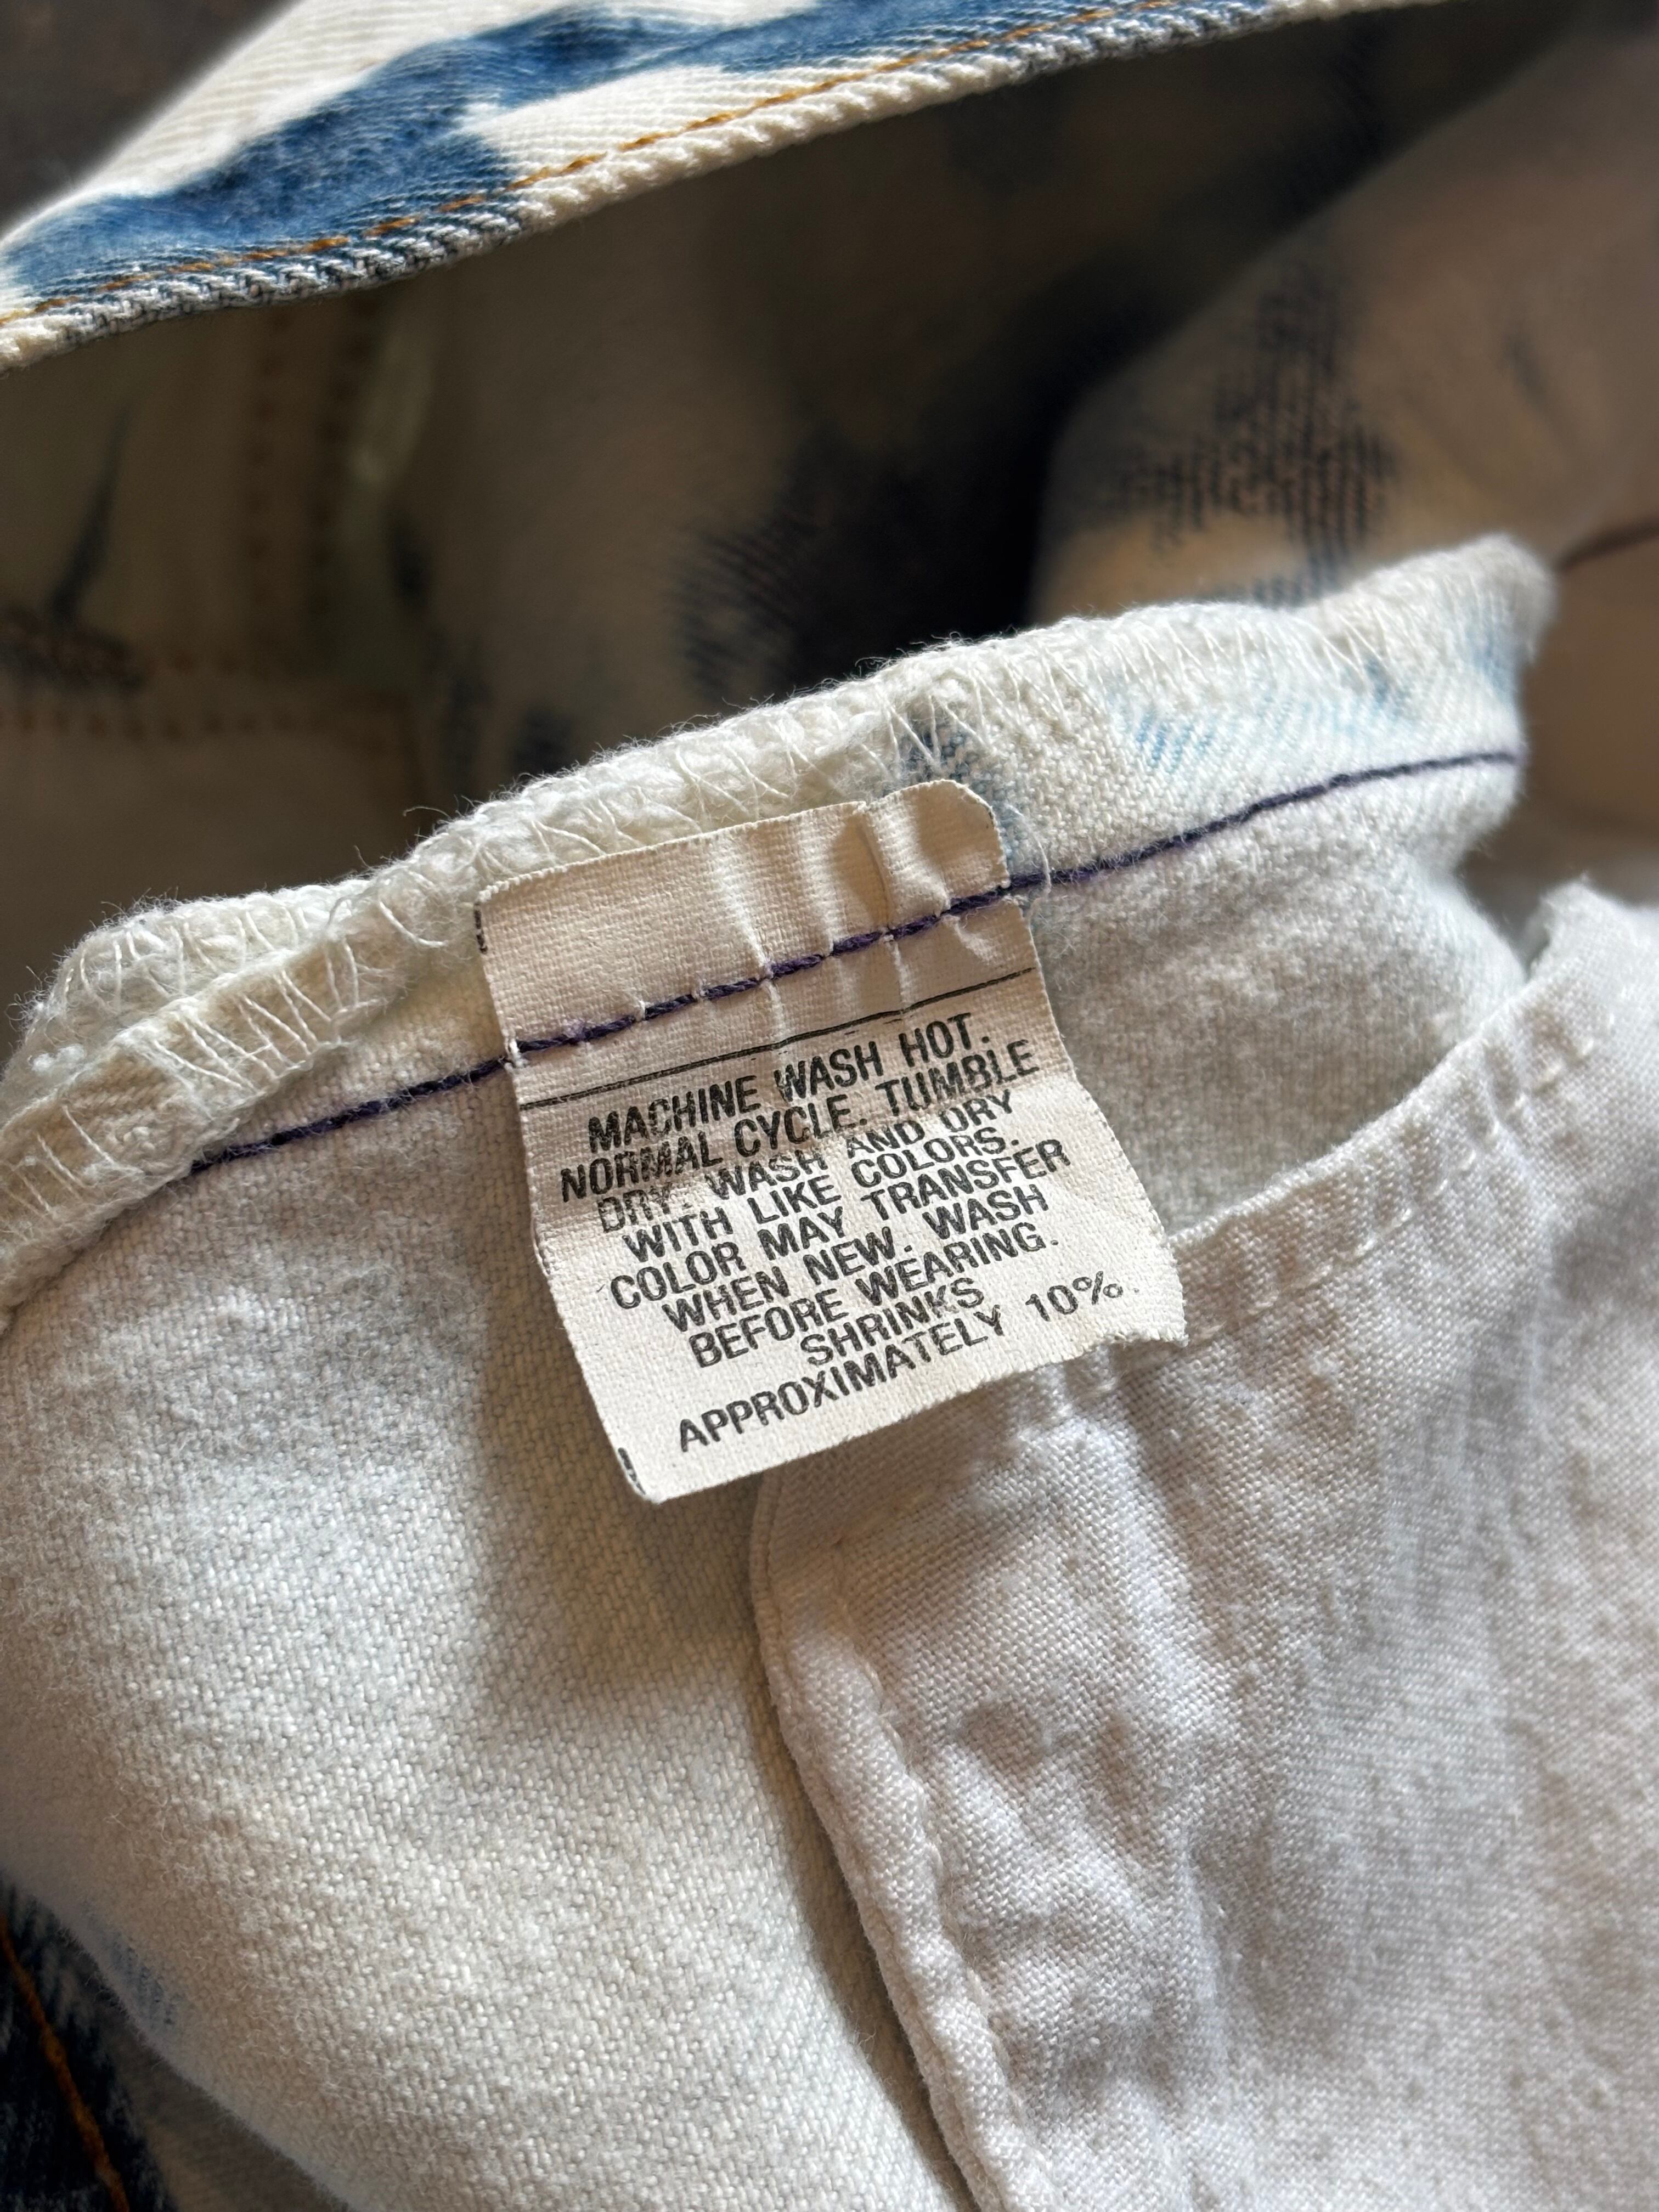 MACHINE WASH HOT.
NORMAL CYCLE. TUMBLE
DRY. WASH AND DRY
WITH LIKE COLORS.
COLOR MAY TRANSFER
WHEN NEW. WASH
BEFORE WEARING.
SHRINKS
APPROXIMATELY 10%.